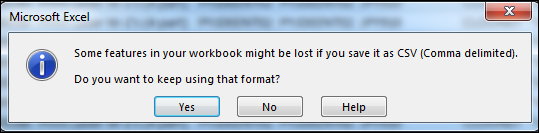 Microsoft Excel
Some features in your workbook might be lost if you save it as CSV (Comma delimited).
Do you want to keep using that format?
Yes No Help